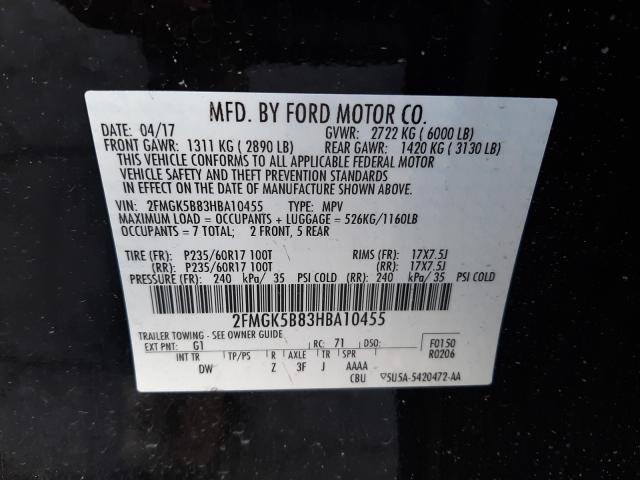 MFD. BY FORD MOTOR CO.
DATE: 04/17 GVWR: 2722 KG ( 6000 LB)
FRONT GAWR: 1311 KG ( 2890 LB) REAR GAWR: 1420 KG ( 3130 LB)
THIS VEHICLE CONFORMS TO ALL APPLICABLE FEDERAL MOTOR
VEHICLE SAFETY AND THEFT PREVENTION STANDARDS
IN EFFECT ON THE DATE OF MANUFACTURE SHOWN ABOVE.
VIN: 2FMGK5B83HBA10455 TYPE: MPV
MAXIMUM LOAD = OCCUPANTS + LUGGAGE = 526KG/1160LB
OCCUPANTS = 7 TOTAL; 2 FRONT, 5 REAR
TIRE (FR): P235/60R17 100T RIMS (FR): 17X7.5J
(RR): P235/60R17 100T (RR): 17X7.5J
PRESSURE (FR): 240 kPa/ 35 PSI COLD (RR): 240 kPa/ 35 PSI COLD
2FMGK5B83HBA10455
TRAILER TOWING - SEE OWNER GUIDE
EXT PNT: G1 RC: 71 DSO: F0150
INT TR TP/PS R AXLE TR SPR R0206
DW Z 3F J AAAA
CBU ▽5U5A-5420472-AA